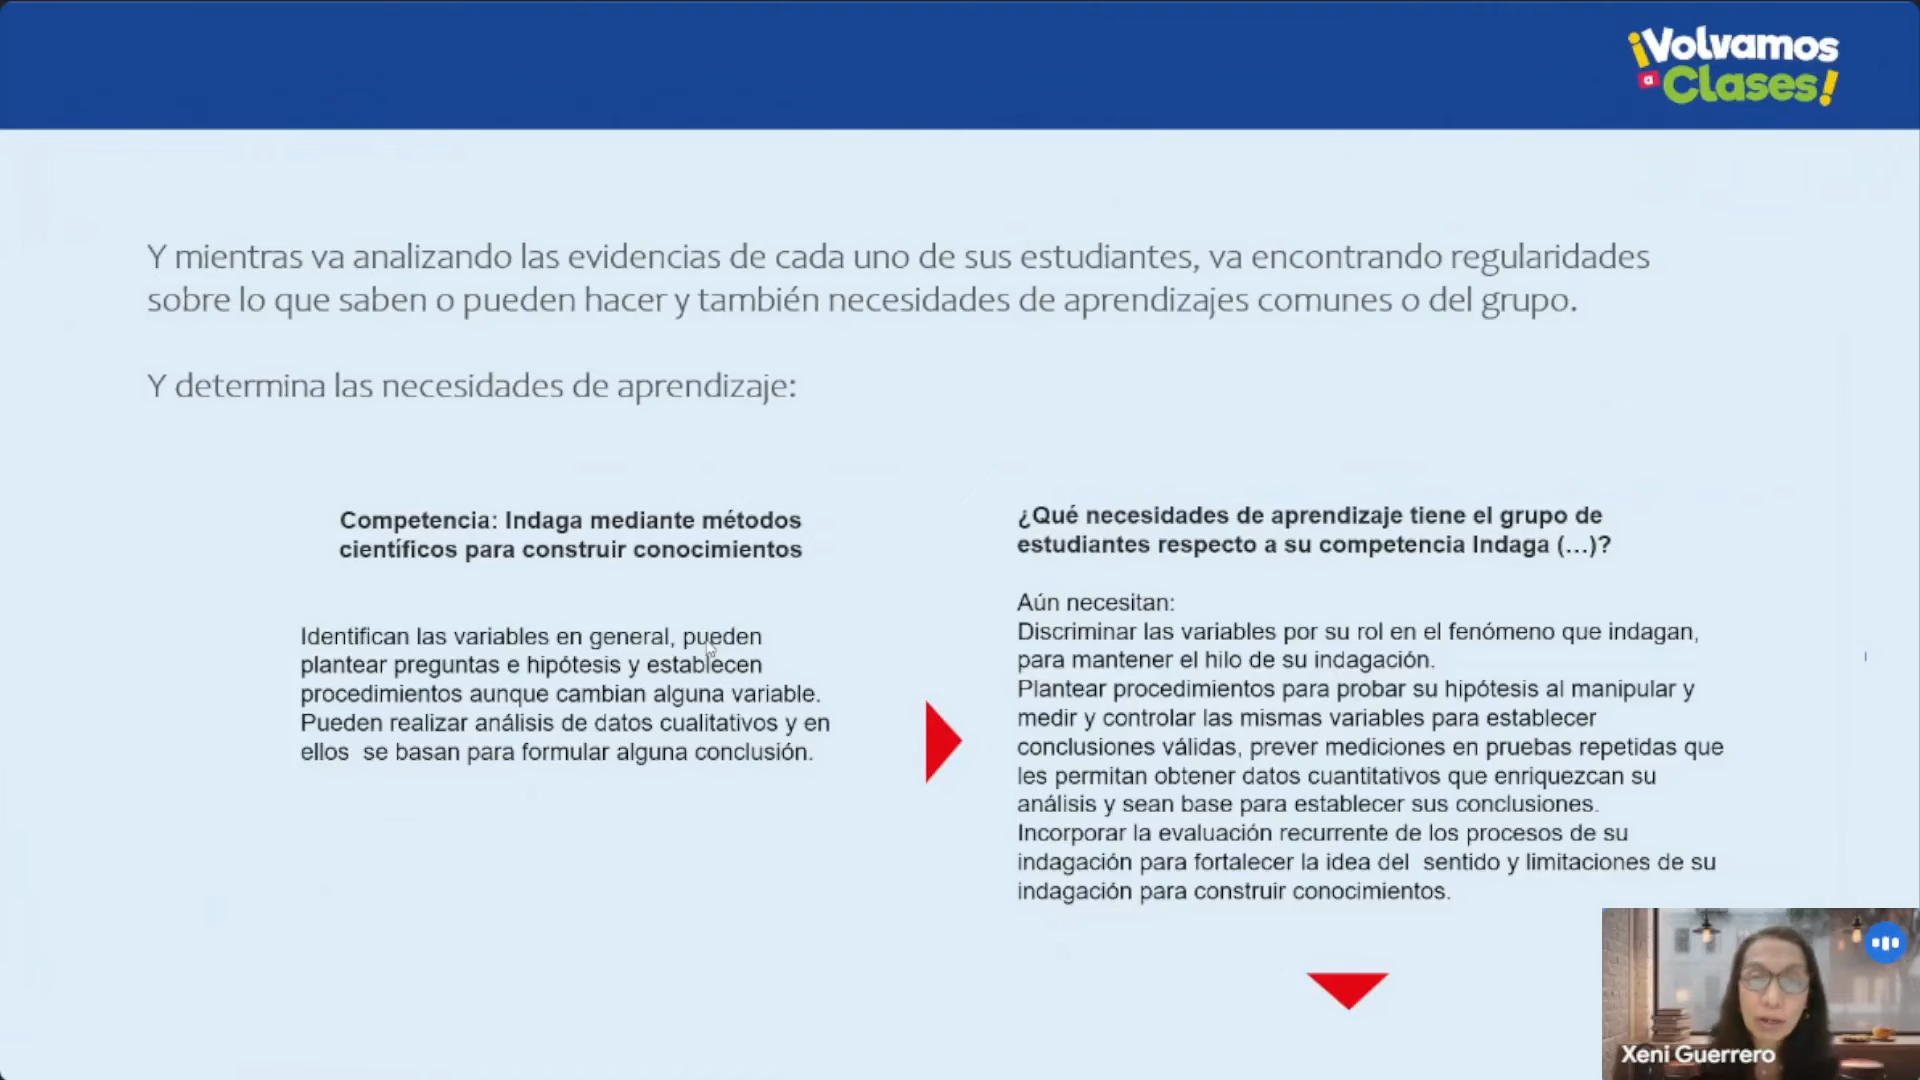 ¡Volvamos
a Clases!
Y mientras va analizando las evidencias de cada uno de sus estudiantes, va encontrando regularidades
sobre lo que saben o pueden hacer y también necesidades de aprendizajes comunes o del grupo.
Y determina las necesidades de aprendizaje:
Competencia: Indaga mediante métodos
científicos para construir conocimientos
Identifican las variables en general, pueden
plantear preguntas e hipótesis y establecen
procedimientos aunque cambian alguna variable.
Pueden realizar análisis de datos cualitativos y en
ellos se basan para formular alguna conclusión.
¿Qué necesidades de aprendizaje tiene el grupo de
estudiantes respecto a su competencia Indaga (...)?
Aún necesitan:
Discriminar las variables por su rol en el fenómeno que indagan,
para mantener el hilo de su indagación.
Plantear procedimientos para probar su hipótesis al manipular y
medir y controlar las mismas variables para establecer
conclusiones válidas, prever mediciones en pruebas repetidas que
les permitan obtener datos cuantitativos que enriquezcan su
análisis y sean base para establecer sus conclusiones.
Incorporar la evaluación recurrente de los procesos de su
indagación para fortalecer la idea del sentido y limitaciones de su
indagación para construir conocimientos.
Xeni Guerrero